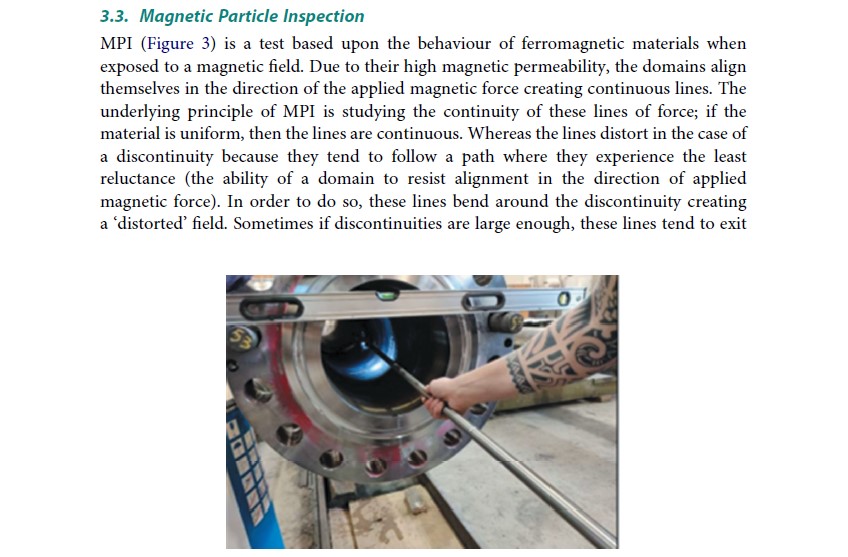 3.3. Magnetic Particle Inspection
MPI (Figure 3) is a test based upon the behaviour of ferromagnetic materials when
exposed to a magnetic field. Due to their high magnetic permeability, the domains align
themselves in the direction of the applied magnetic force creating continuous lines. The
underlying principle of MPI is studying the continuity of these lines of force; if the
material is uniform, then the lines are continuous. Whereas the lines distort in the case of
a discontinuity because they tend to follow a path where they experience the least
reluctance (the ability of a domain to resist alignment in the direction of applied
magnetic force). In order to do so, these lines bend around the discontinuity creating
a ‘distorted’ field. Sometimes if discontinuities are large enough, these lines tend to exit
53